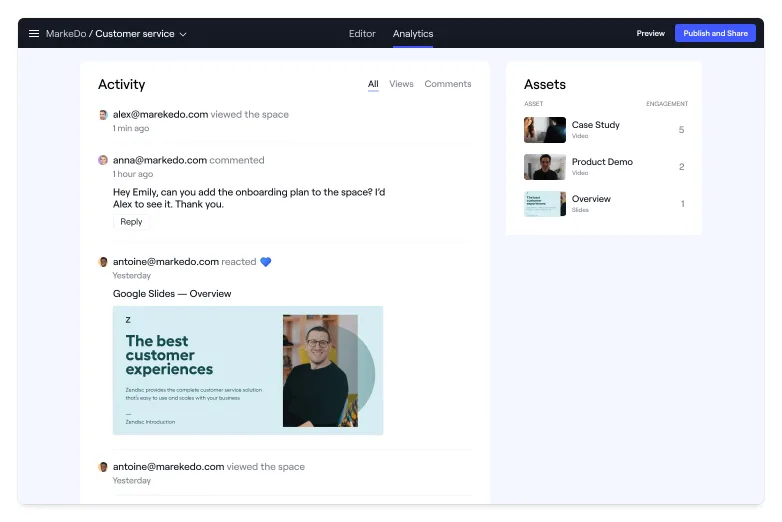 MarkeDo / Customer service
Editor
Analytics
Preview
Publish and Share
Activity
All
Views
Comments
alex@marekedo.com viewed the space
1 min ago
anna@markedo.com commented
1 hour ago
Hey Emily, can you add the onboarding plan to the space? I'd
Alex to see it. Thank you.
Reply
antoine@markedo.com reacted
Yesterday
Google Slides — Overview
Z
The best
customer
experiences
Zendisc provides the complete customer service solution
that's easy to use and scales with your business
—
Zendisc Introduction
antoine@marekedo.com viewed the space
Yesterday
Assets
ASSET
ENGAGEMENT
Case Study
Video
5
Product Demo
Video
2
The best
customer
experiences
Overview
Slides
1